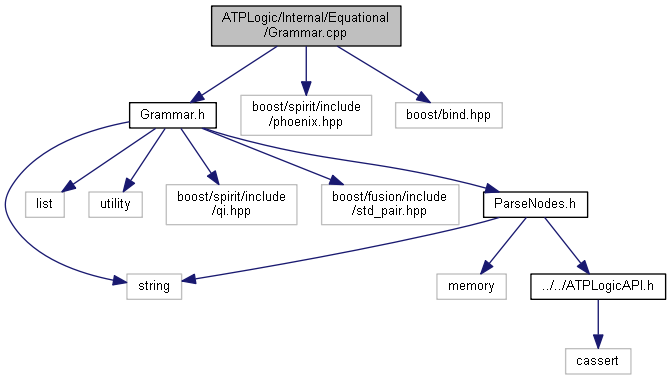 ATPLogic/Internal/Equational
/Grammar.cpp
Grammar.h
boost/spirit/include
/phoenix.hpp
boost/bind.hpp
list
utility
boost/spirit/include
/qi.hpp
boost/fusion/include
/std_pair.hpp
ParseNodes.h
string
memory
../../ATPLogicAPI.h
cassert